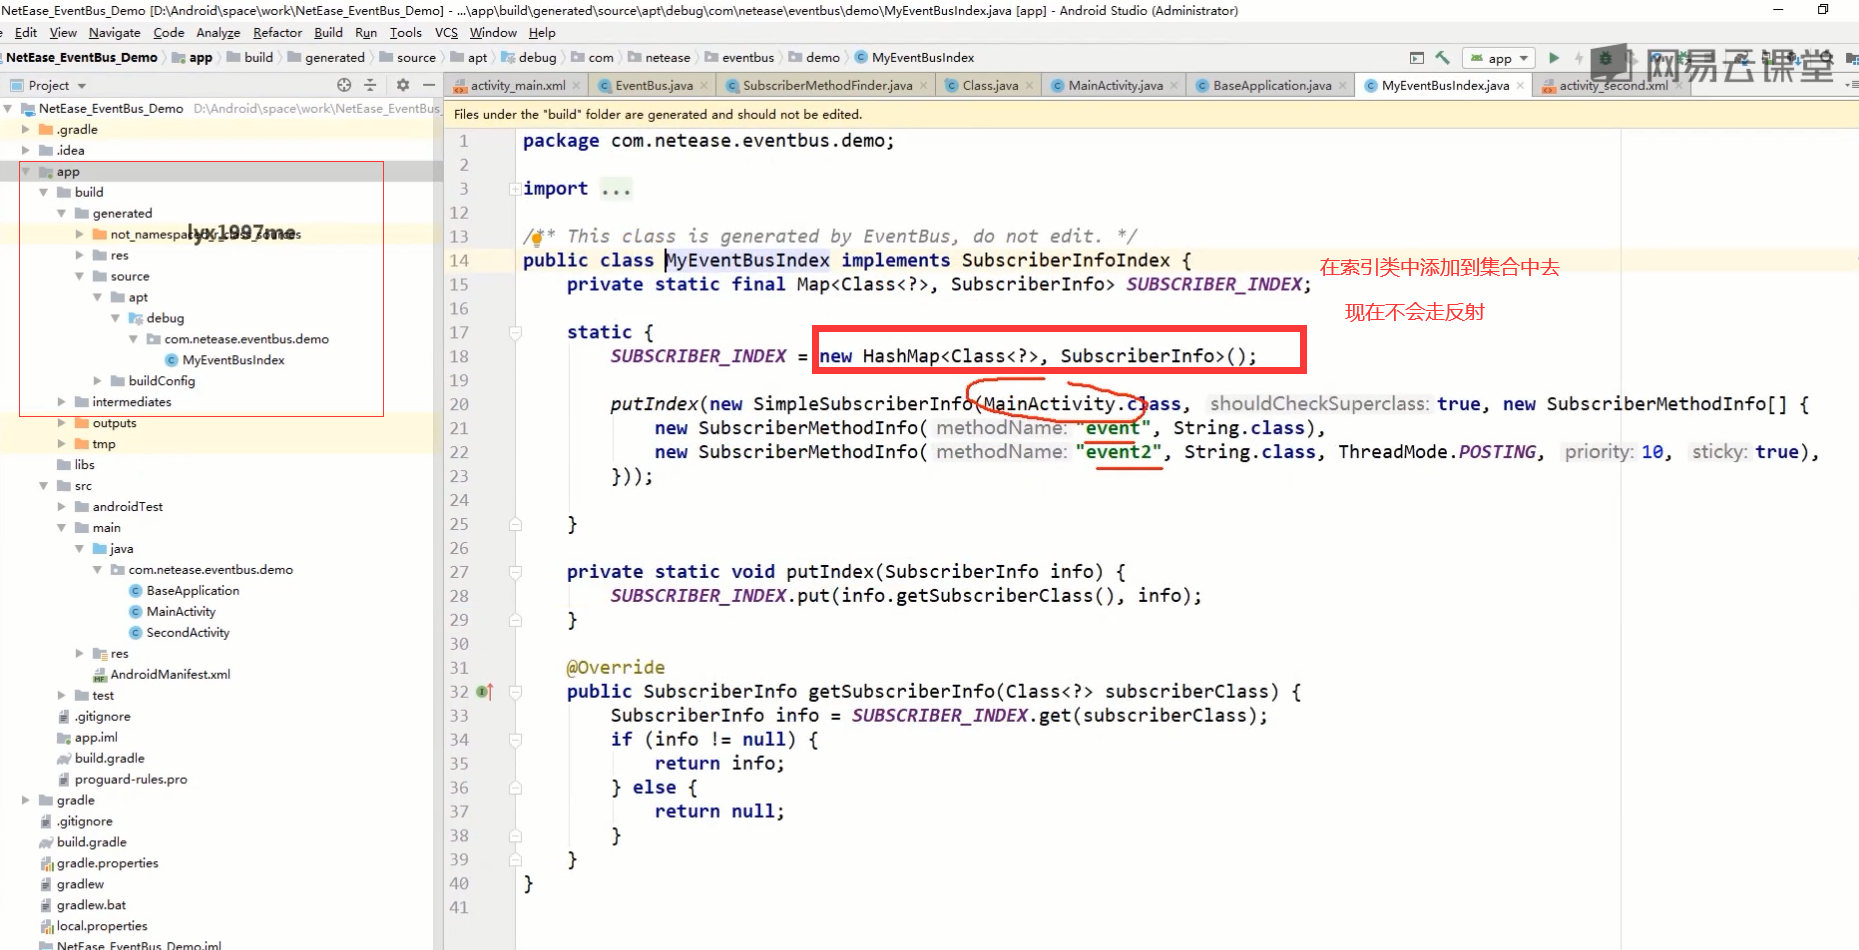 NetEase_EventBus_Demo [D:\Android\space\work\NetEase_EventBus_Demo] - ...\app\build\generated\source\apt\debug\com\netease\eventbus\demo\MyEventBusIndex.java [app] - Android Studio (Administrator)
Edit View Navigate Code Analyze Refactor Build Run Tools VCS Window Help
NetEase_EventBus_Demo app build generated source apt debug com netease eventbus demo MyEventBusIndex app
网易云课堂
Project
activity_main.xml EventBus.java SubscriberMethodFinder.java Class.java MainActivity.java BaseApplication.java MyEventBusIndex.java activity_second.xml
NetEase_EventBus_Demo D:\Android\space\work\NetEase_EventBus_
.gradle
.idea
app
build
generated
lyx1997me
res
source
apt
debug
com.netease.eventbus.demo
MyEventBusIndex
buildConfig
intermediates
outputs
tmp
libs
src
androidTest
main
java
com.netease.eventbus.demo
BaseApplication
MainActivity
SecondActivity
res
AndroidManifest.xml
test
.gitignore
app.iml
build.gradle
proguard-rules.pro
gradle
.gitignore
build.gradle
gradle.properties
gradlew
gradlew.bat
local.properties
NetEase_EventBus_Demo.iml
Files under the "build" folder are generated and should not be edited.
1 package com.netease.eventbus.demo;
2
3 import ...
12
13 /** This class is generated by EventBus, do not edit. */
14 public class MyEventBusIndex implements SubscriberInfoIndex {
在索引类中添加到集合中去
15 private static final Map<Class<?>, SubscriberInfo> SUBSCRIBER_INDEX;
现在不会走反射
16
17 static {
18 SUBSCRIBER_INDEX = new HashMap<Class<?>, SubscriberInfo>();
19
20 putIndex(new SimpleSubscriberInfo(MainActivity.class, shouldCheckSuperclass: true, new SubscriberMethodInfo[] {
21 new SubscriberMethodInfo( methodName: "event", String.class),
22 new SubscriberMethodInfo( methodName: "event2", String.class, ThreadMode.POSTING, priority: 10, sticky: true),
23 }));
24
25 }
26
27 private static void putIndex(SubscriberInfo info) {
28 SUBSCRIBER_INDEX.put(info.getSubscriberClass(), info);
29 }
30
31 @Override
32 public SubscriberInfo getSubscriberInfo(Class<?> subscriberClass) {
33 SubscriberInfo info = SUBSCRIBER_INDEX.get(subscriberClass);
34 if (info != null) {
35 return info;
36 } else {
37 return null;
38 }
39 }
40 }
41